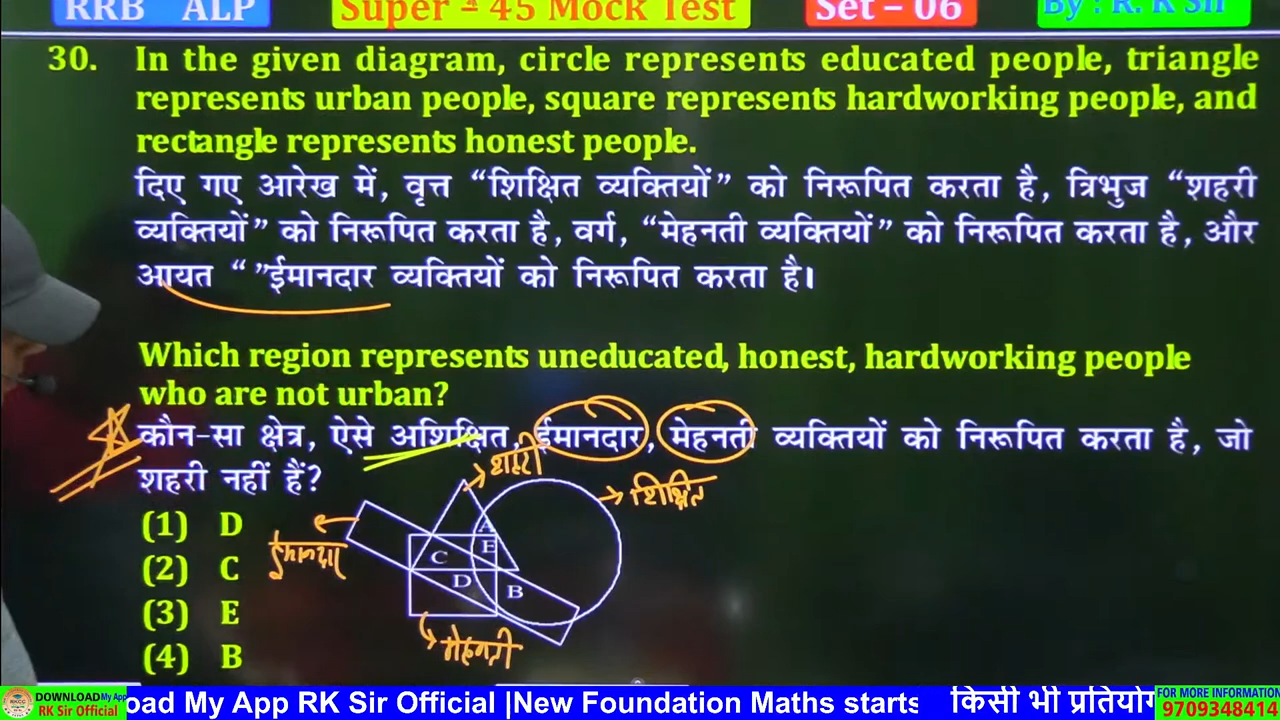 RRB ALP Super - 45 Mock Test Set – 06 By : R. K Sir
30. In the given diagram, circle represents educated people, triangle
represents urban people, square represents hardworking people, and
rectangle represents honest people.
दिए गए आरेख में, वृत्त “शिक्षित व्यक्तियों” को निरूपित करता है, त्रिभुज “शहरी
व्यक्तियों” को निरूपित करता है, वर्ग, “मेहनती व्यक्तियों” को निरूपित करता है, और
आयत “ ”ईमानदार व्यक्तियों को निरूपित करता है।
Which region represents uneducated, honest, hardworking people
who are not urban?
कौन-सा क्षेत्र, ऐसे अशिक्षित, ईमानदार, मेहनती व्यक्तियों को निरूपित करता है, जो
शहरी नहीं हैं?
शहरी
शिक्षित
(1) D
(2) C
(3) E
(4) B
A
E
C
D
B
मेहनती
DOWNLOAD My App
RK Sir Official
oad My App RK Sir Official |New Foundation Maths starts किसी भी प्रतियोग
FOR MORE INFORMATION
9709348414